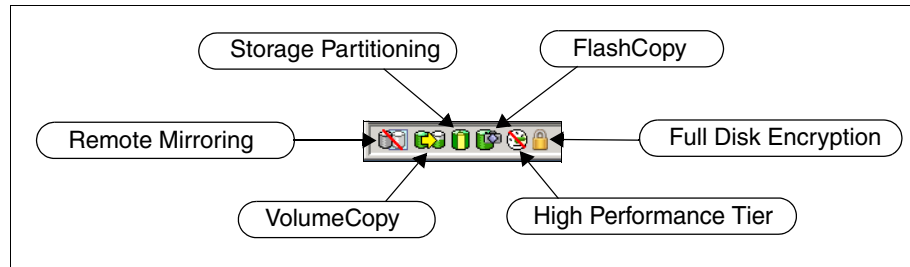 Storage Partitioning
FlashCopy
Remote Mirroring
Full Disk Encryption
VolumeCopy
High Performance Tier